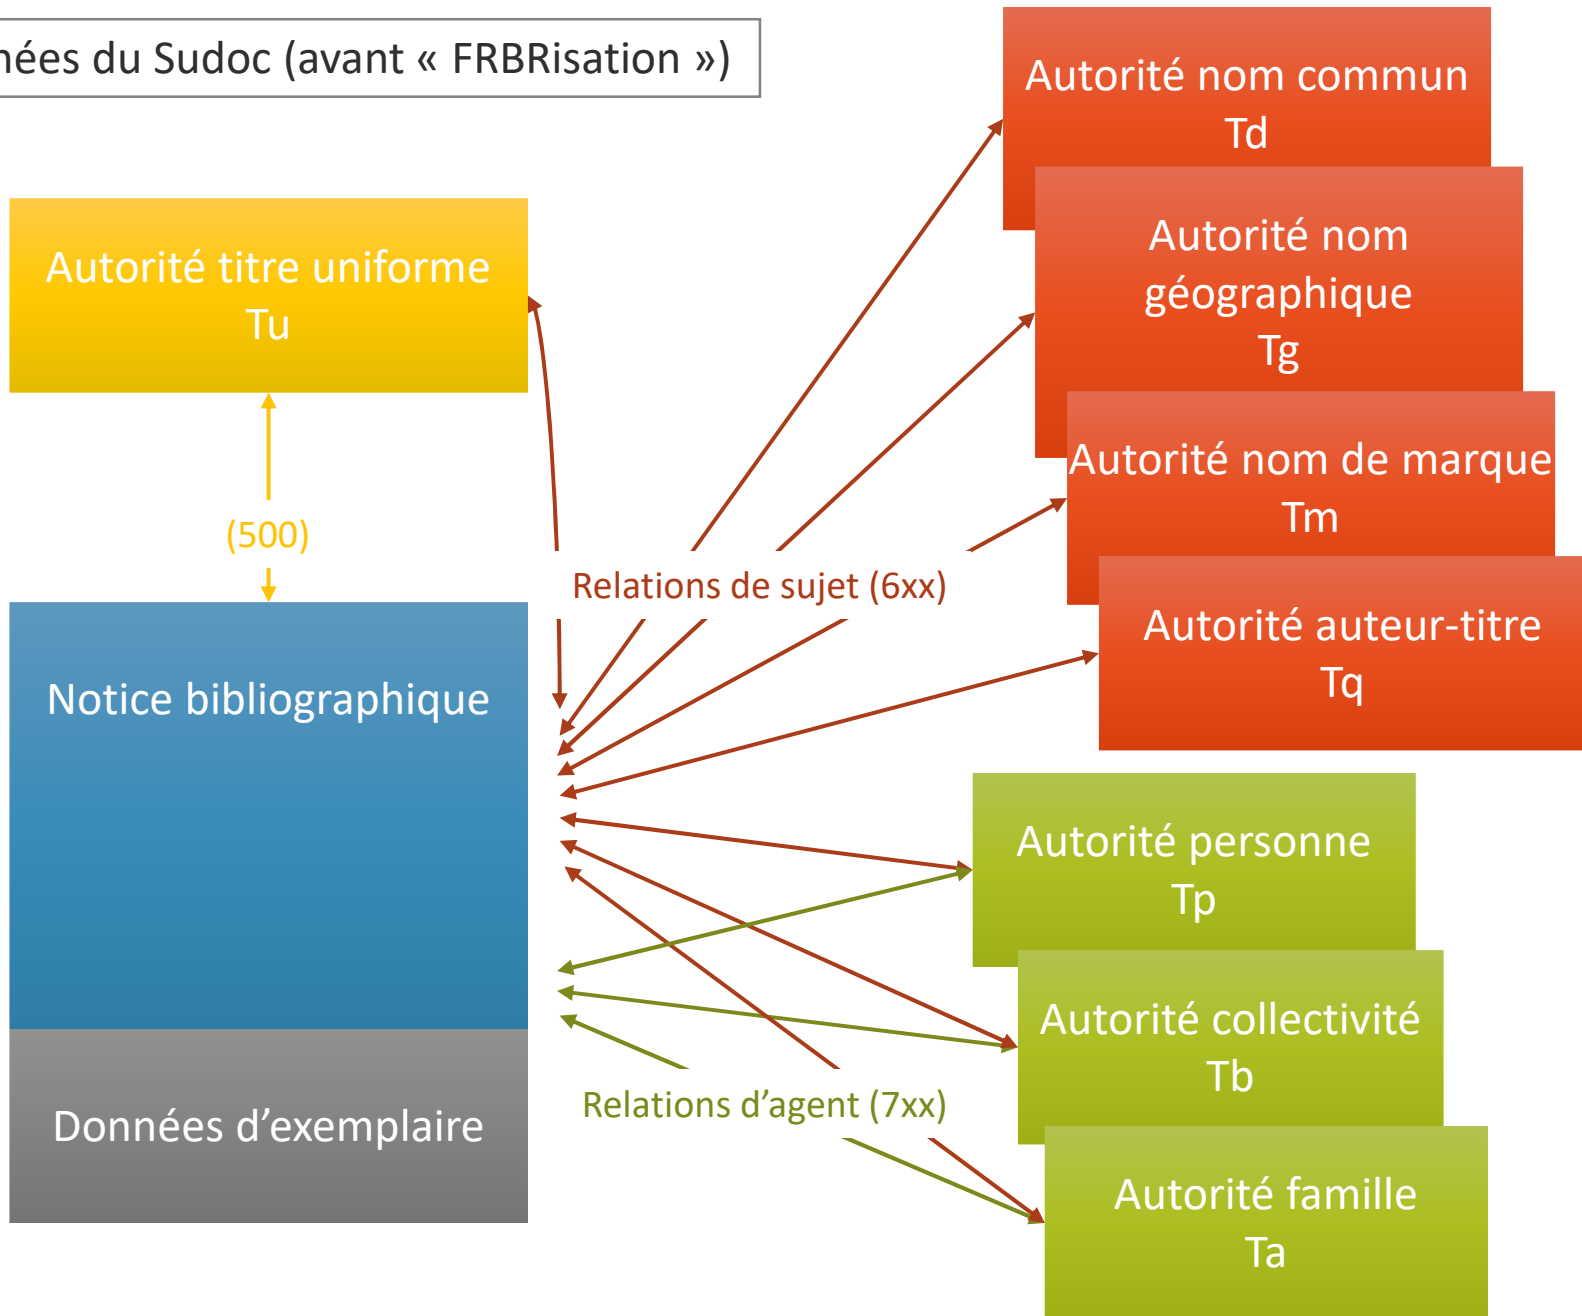 du Sudoc (avant « FRBRisation »)
Autorité nom commun
Td
Autorité nom
géographique
Tg
Autorité titre uniforme
Tu
Autorité nom de marque
Tm
(500)
Relations de sujet (6xx)
Autorité auteur-titre
Tq
Notice bibliographique
Autorité personne
Tp
Autorité collectivité
Tb
Relations d’agent (7xx)
Données d’exemplaire
Autorité famille
Ta